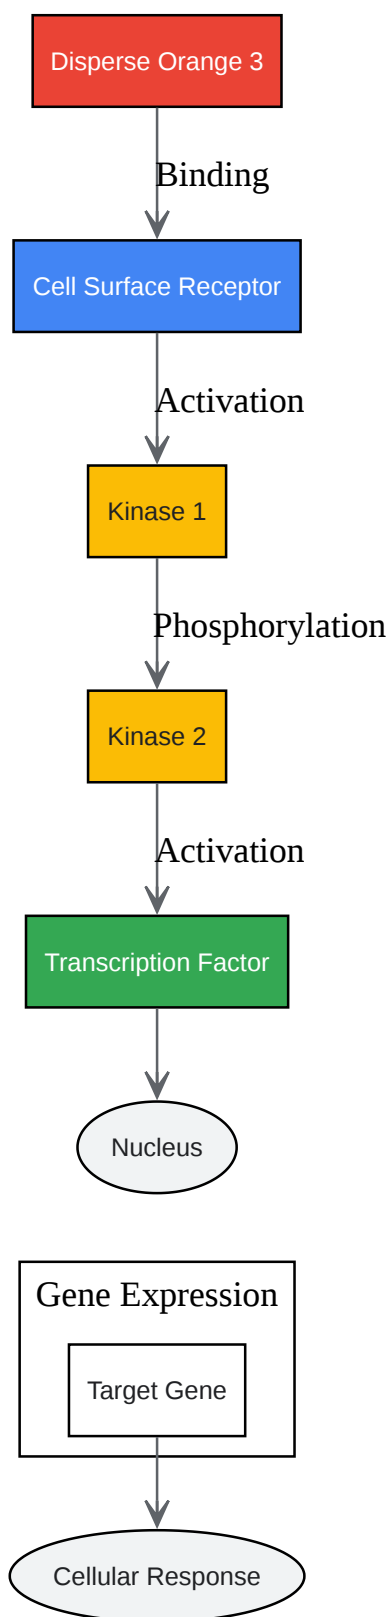 Disperse Orange 3
Binding
Cell Surface Receptor
Activation
Kinase 1
Phosphorylation
Kinase 2
Activation
Transcription Factor
Nucleus
Gene Expression
Target Gene
Cellular Response